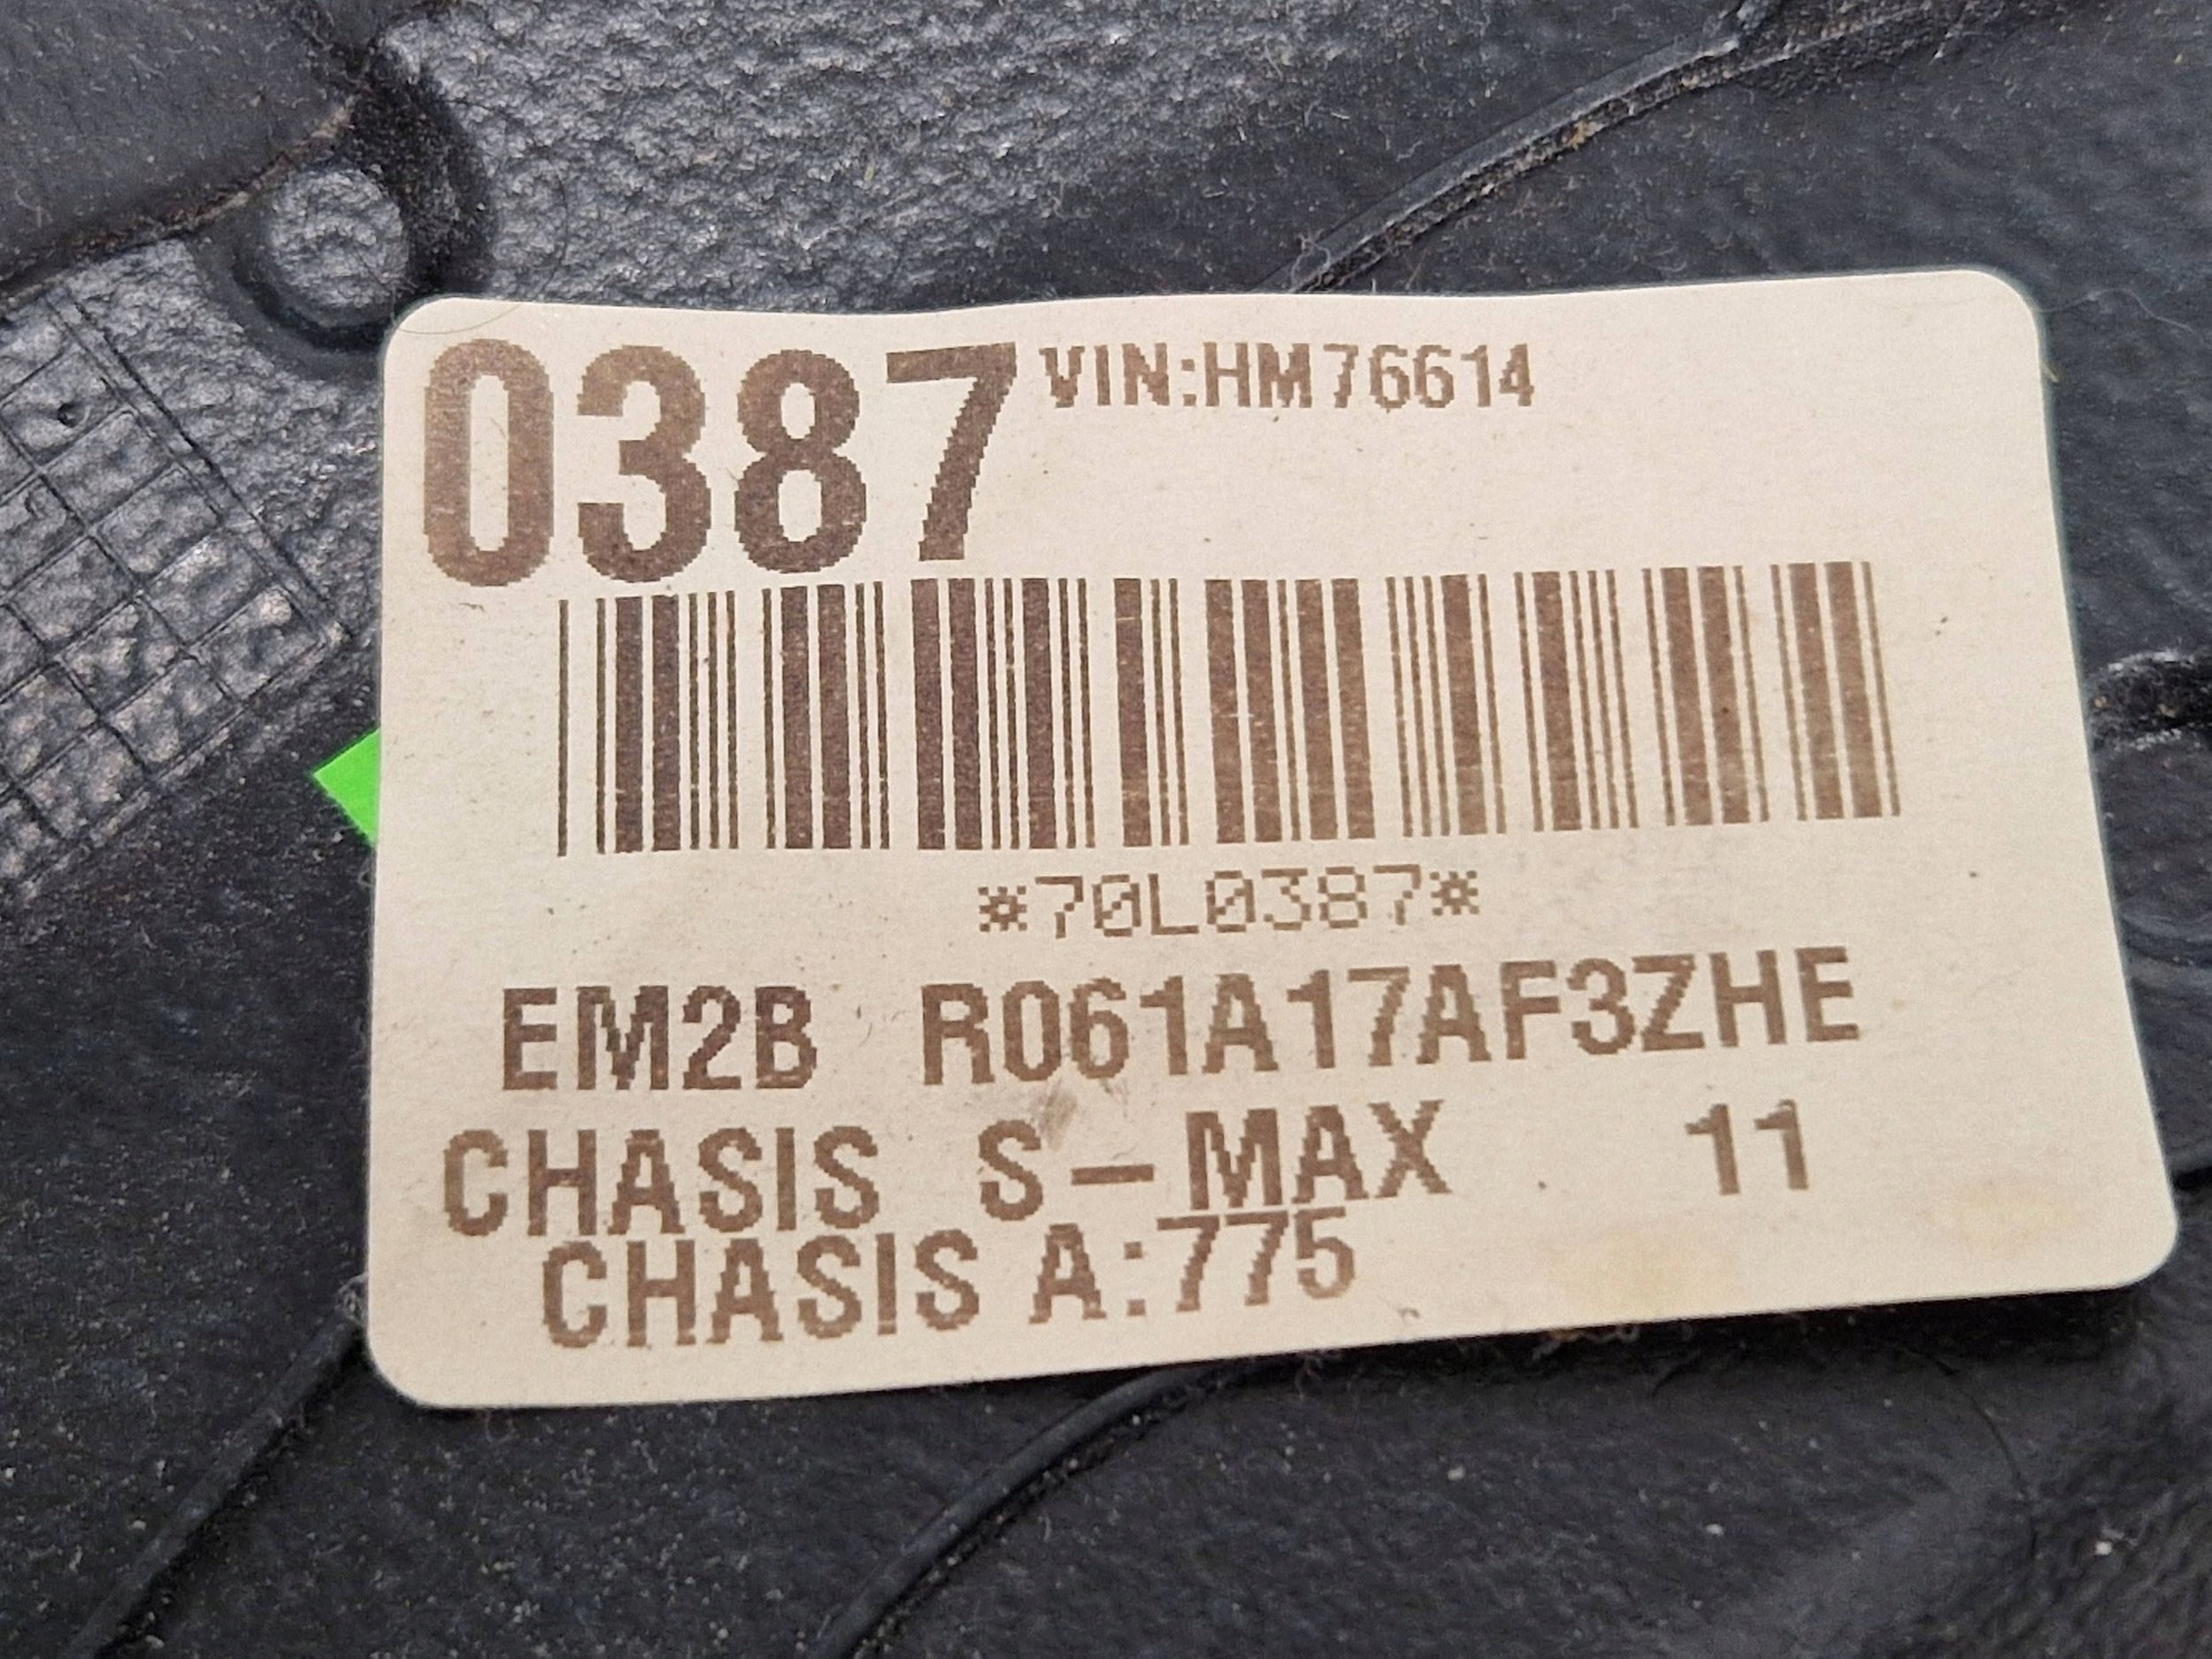 0387 VIN:HM76614
*70L0387*
EM2B R061A17AF3ZHE
CHASIS S-MAX 11
CHASIS A:775